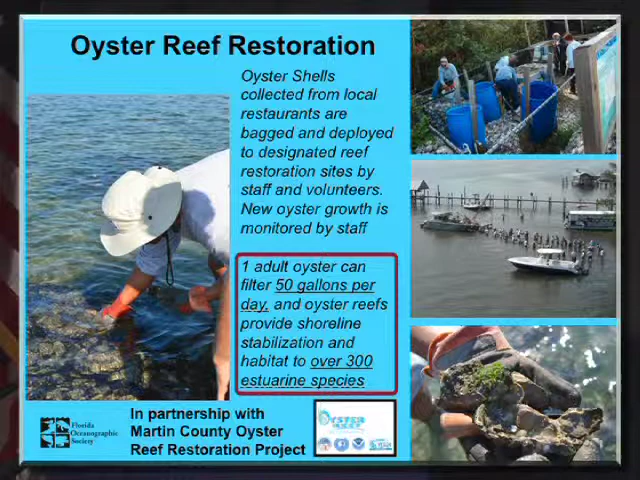 Oyster Reef Restoration
Oyster Shells
collected from local
restaurants are
bagged and deployed
to designated reef
restoration sites by
staff and volunteers.
New oyster growth is
monitored by staff
1 adult oyster can
filter 50 gallons per
day, and oyster reefs
provide shoreline
stabilization and
habitat to over 300
estuarine species
Florida
Oceanographic
Society
In partnership with
Martin County Oyster
Reef Restoration Project
OYSTER
REEF